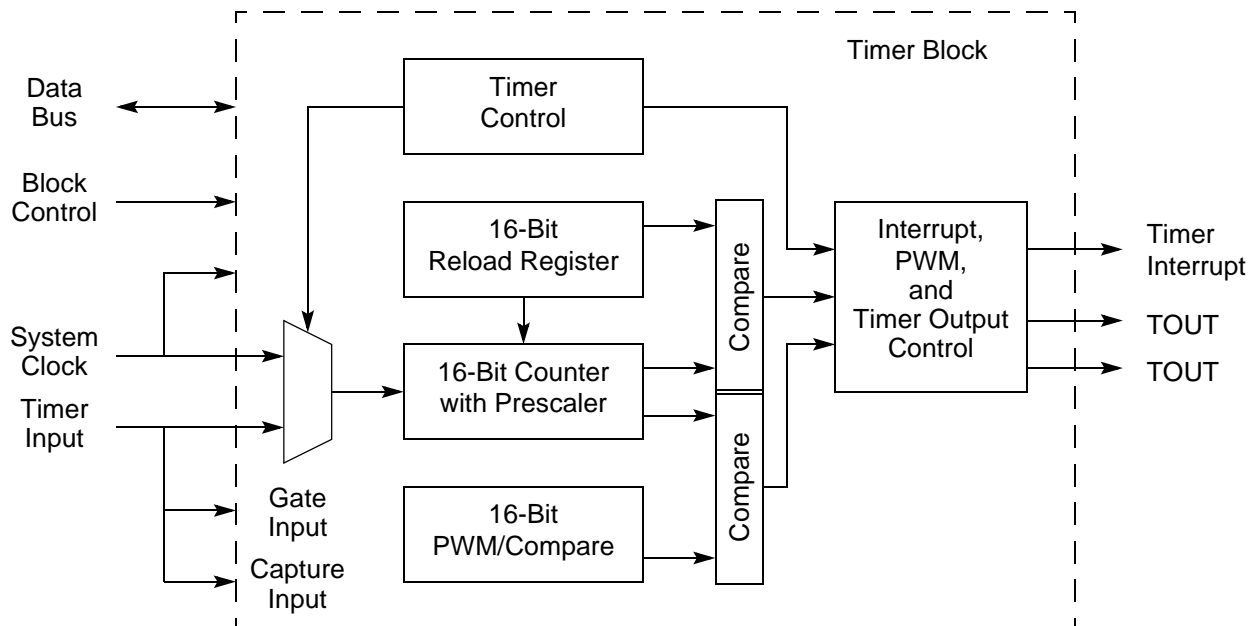 Timer Block
Data
Bus
Block
Control
System
Clock
Timer
Input
Gate
Input
Capture
Input
Timer
Control
16-Bit
Reload Register
16-Bit Counter
with Prescaler
16-Bit
PWM/Compare
Compare
Compare
Interrupt,
PWM,
and
Timer Output
Control
Timer
Interrupt
TOUT
TOUT